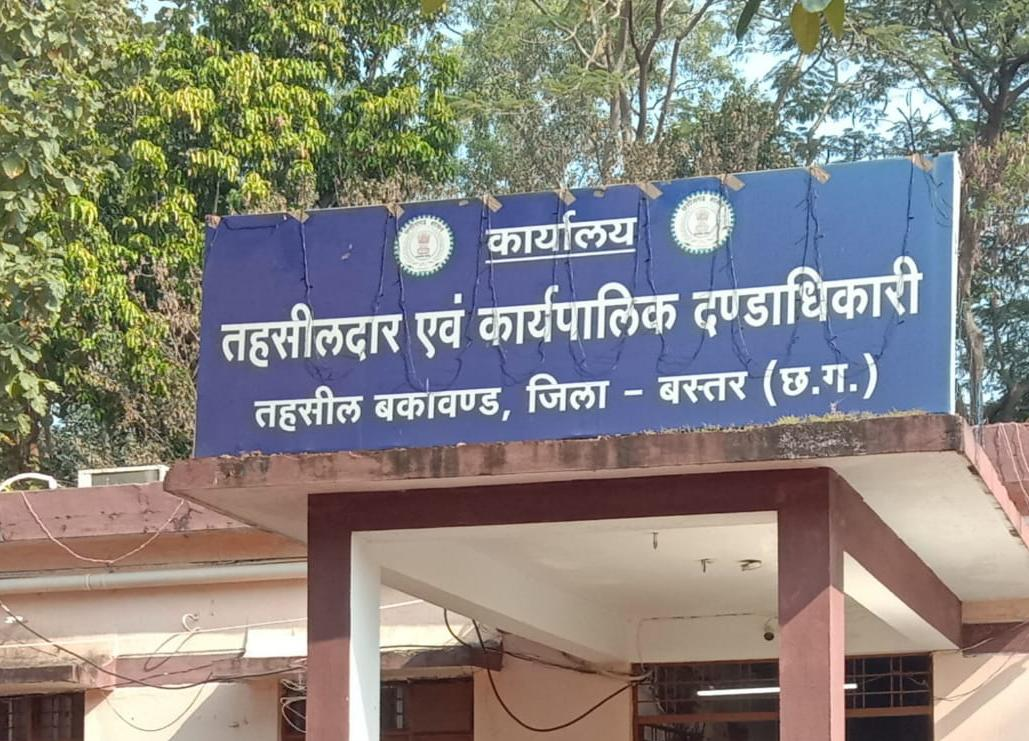 कार्यालय
तहसीलदार एवं कार्यपालिक दण्डाधिकारी
तहसील बकावण्ड, जिला - बस्तर (छ.ग.)